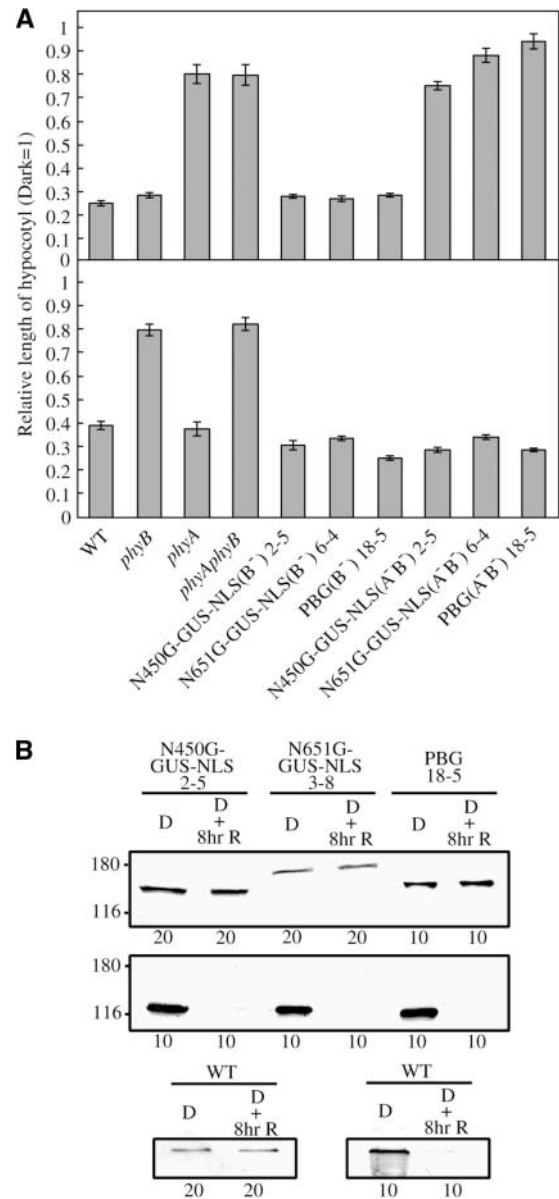 A
Relative length of hypocotyl (Dark=1)
1
0.9
0.8
0.7
0.6
0.5
0.4
0.3
0.2
0.1
0
1
0.9
0.8
0.7
0.6
0.5
0.4
0.3
0.2
0.1
0
WT
phyB
phyA
phyAphyB
N450G-GUS-NLS(B⁻) 2-5
N651G-GUS-NLS(B⁻) 6-4
PBG(B⁻) 18-5
N450G-GUS-NLS(A⁻B⁻) 2-5
N651G-GUS-NLS(A⁻B⁻) 6-4
PBG(A⁻B⁻) 18-5
B
N450G-GUS-NLS 2-5
N651G-GUS-NLS 3-8
PBG 18-5
D D + 8hr R D D + 8hr R D D + 8hr R
180
116
20 20 20 20 10 10
180
116
10 10 10 10 10 10
WT WT
D D + 8hr R D D + 8hr R
20 20 10 10